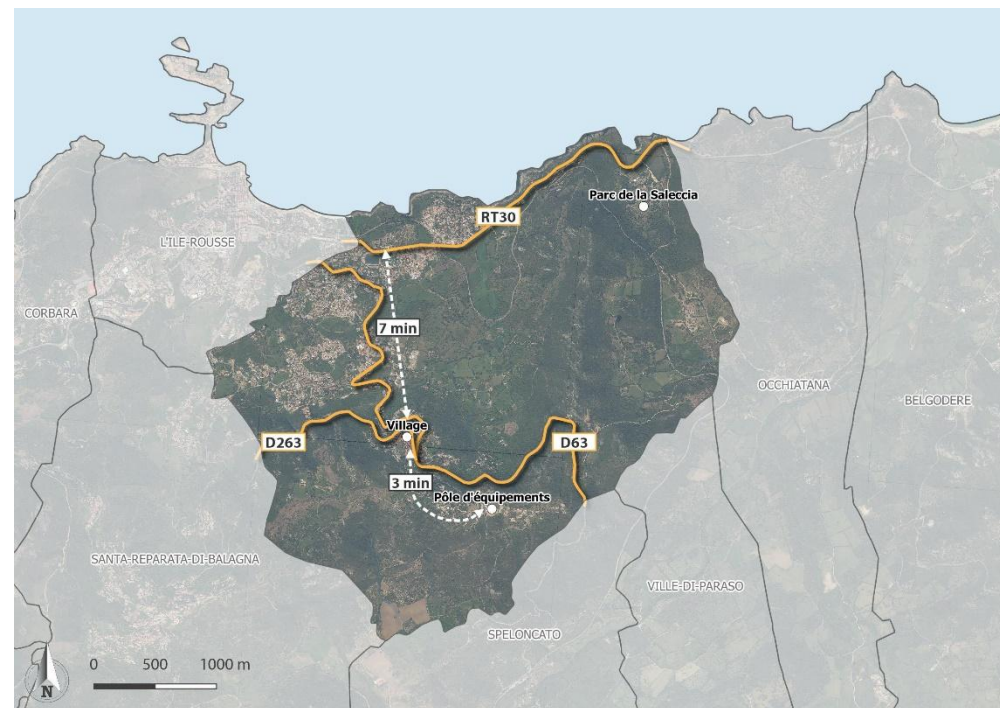 Parc de la Saleccia
RT30
L'ILE-ROUSSE
CORBARA
7 min
OCCHIATANA
BELGODERE
Village
D263
D63
3 min
Pôle d'équipements
SANTA-REPARATA-DI-BALAGNA
VILLE-DI-PARASO
SPELONCATO
0 500 1000 m
N